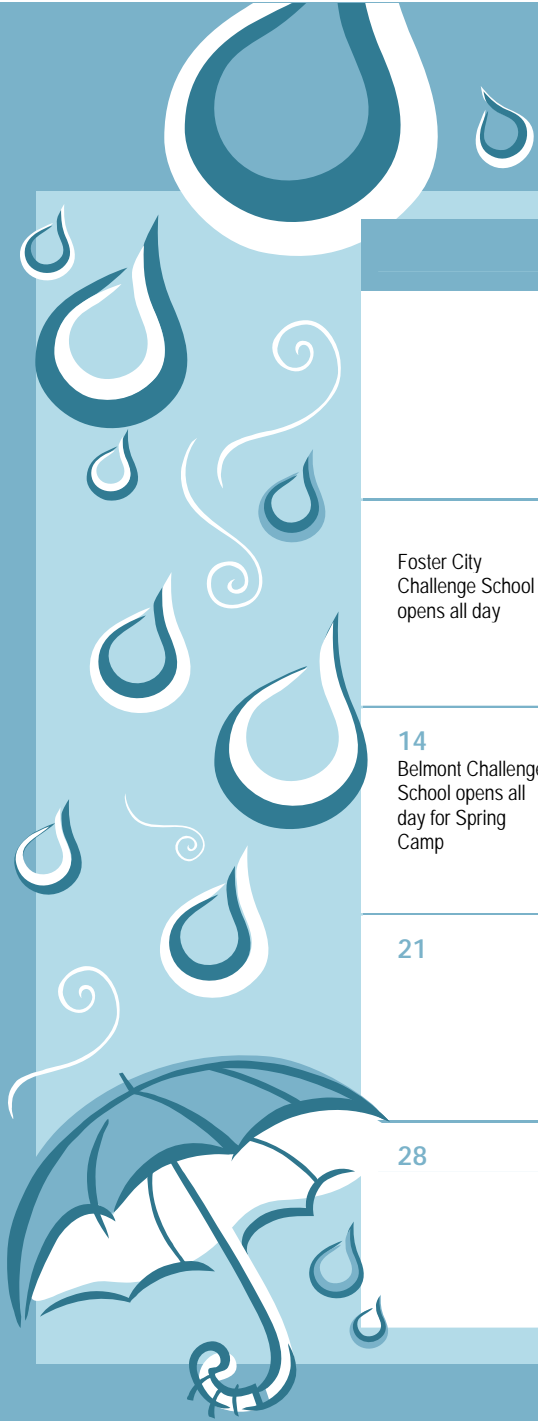 Foster City
Challenge School
opens all day
14
Belmont Challenge
School opens all
day for Spring
Camp
21
28